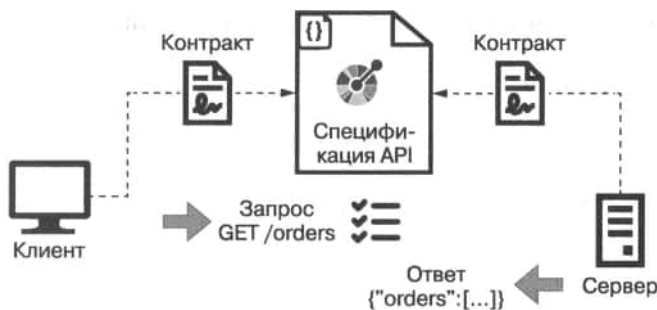 {}
Контракт
Контракт
Специфи-
кация API
Клиент
Запрос
GET /orders
Ответ
{"orders":[...]}
Сервер